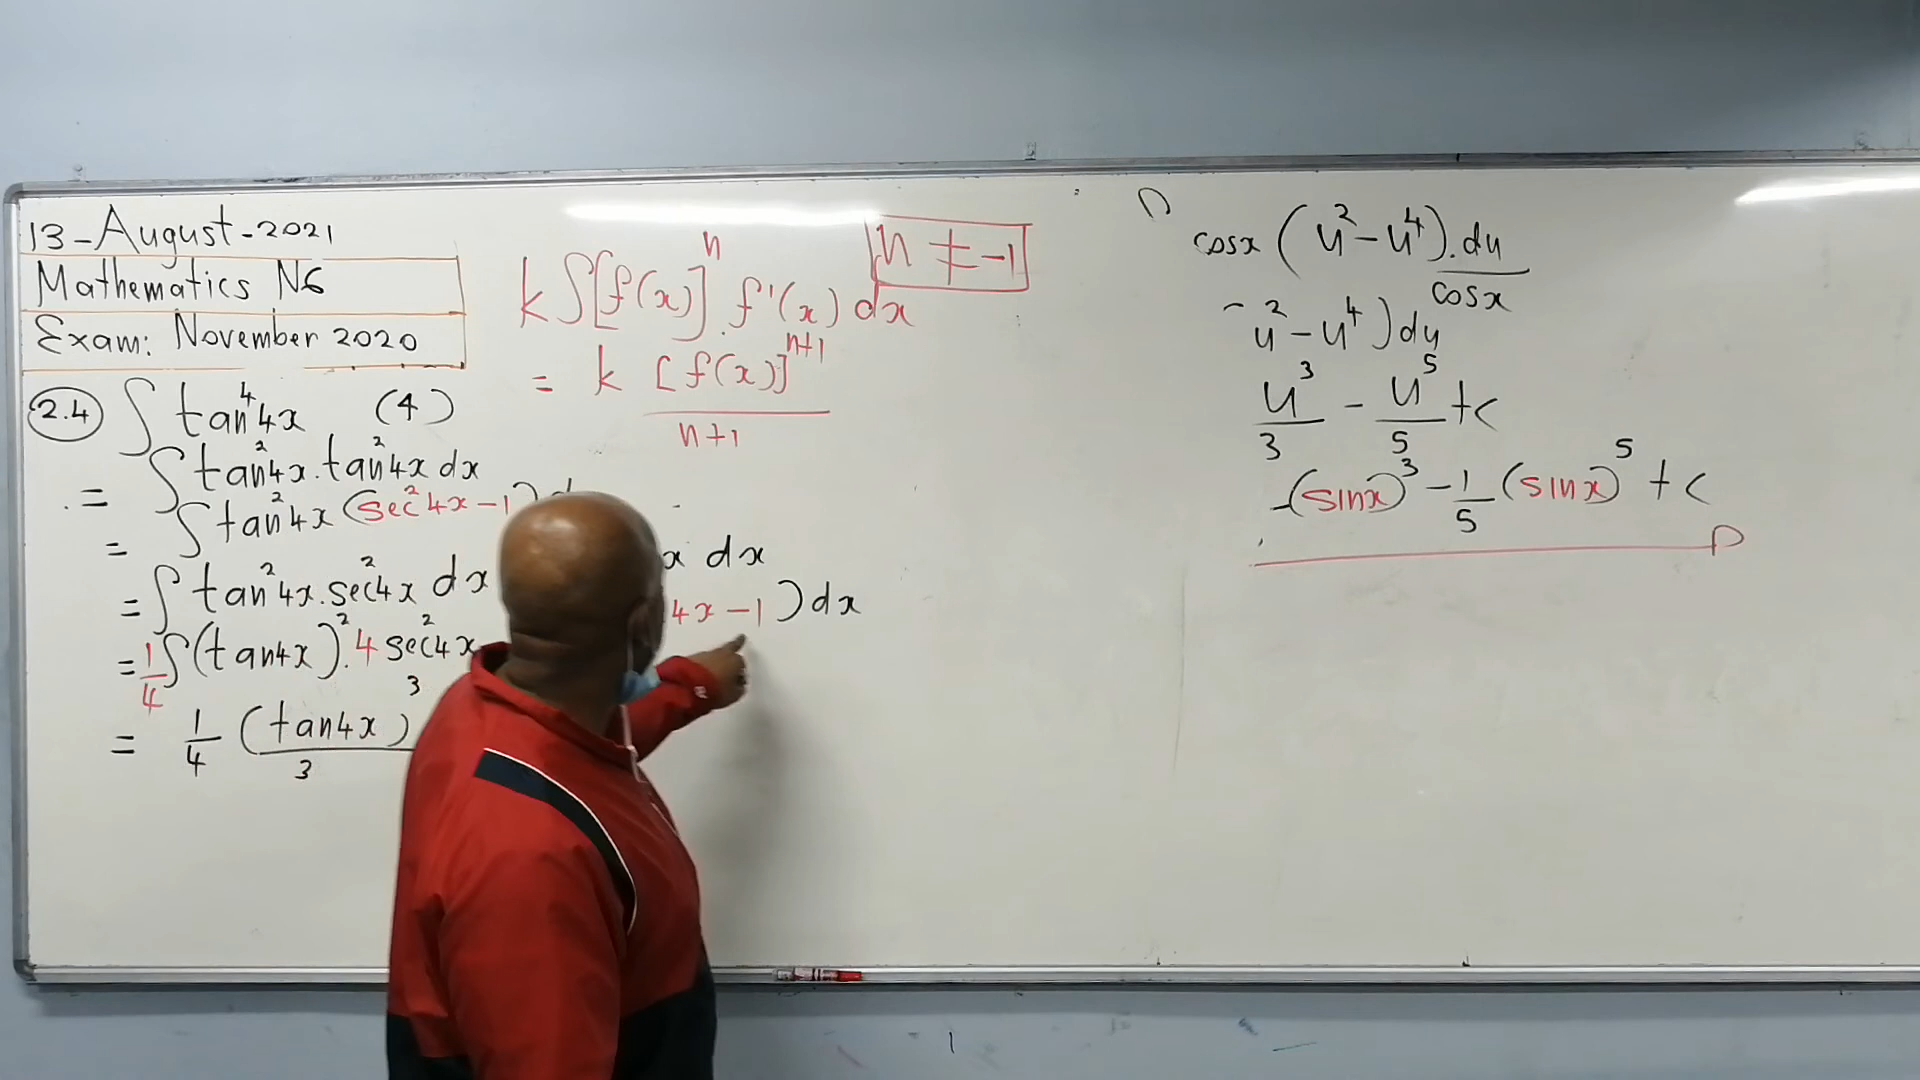 13-August-2021
Mathematics N6
Exam: November 2020
2.4 ∫ tan⁴4x (4)
= ∫ tan²4x.tan²4x dx
= ∫ tan²4x (sec²4x-1)
= ∫ tan²4x.sec²4x dx x dx
= 1/4 ∫(tan4x)².4 sec²4x 4x-1) dx
= 1/4 (tan4x)³/3
k ∫[f(x)]ⁿ.f'(x) dx
n ≠ -1
= k [f(x)]ⁿ⁺¹/n+1
cosx (u²-u⁴).du/cosx
u²-u⁴) du
u³/3 - u⁵/5 + c
(sinx)³ - 1/5 (sinx)⁵ + c